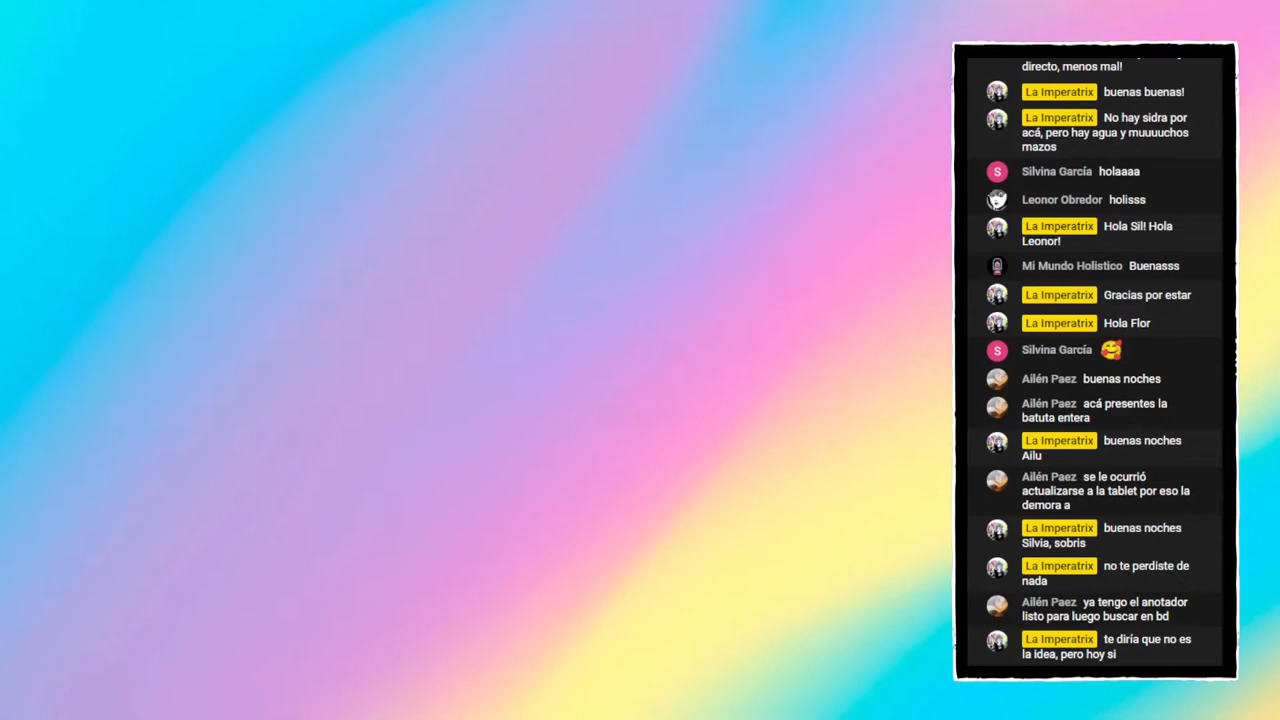 directo, menos mal!
La Imperatrix buenas buenas!
La Imperatrix No hay sidra por
acá, pero hay agua y muuuuchos
mazos
S Silvina García holaaaa
Leonor Obredor holisss
La Imperatrix Hola Sil! Hola
Leonor!
Mi Mundo Holistico Buenasss
La Imperatrix Gracias por estar
La Imperatrix Hola Flor
S Silvina García 🥰
Ailén Paez buenas noches
Ailén Paez acá presentes la
batuta entera
La Imperatrix buenas noches
Ailu
Ailén Paez se le ocurrió
actualizarse a la tablet por eso la
demora a
La Imperatrix buenas noches
Silvia, sobris
La Imperatrix no te perdiste de
nada
Ailén Paez ya tengo el anotador
listo para luego buscar en bd
La Imperatrix te diría que no es
la idea, pero hoy si